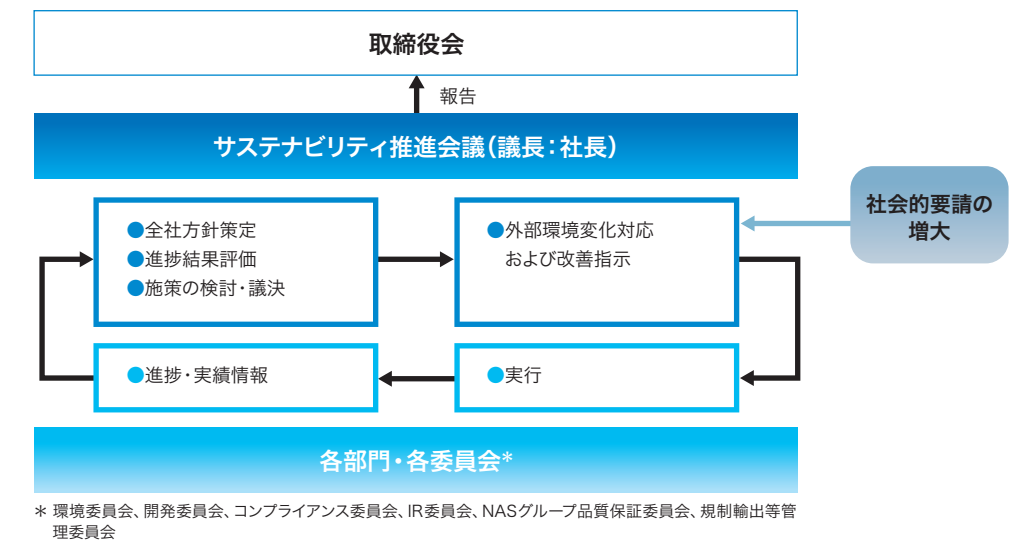 取締役会
報告
サステナビリティ推進会議（議長：社長）
社会的要請の
増大
●全社方針策定
●進捗結果評価
●施策の検討・議決
●外部環境変化対応
および改善指示
●進捗・実績情報
●実行
各部門・各委員会*
＊ 環境委員会、開発委員会、コンプライアンス委員会、IR委員会、NASグループ品質保証委員会、規制輸出等管
理委員会